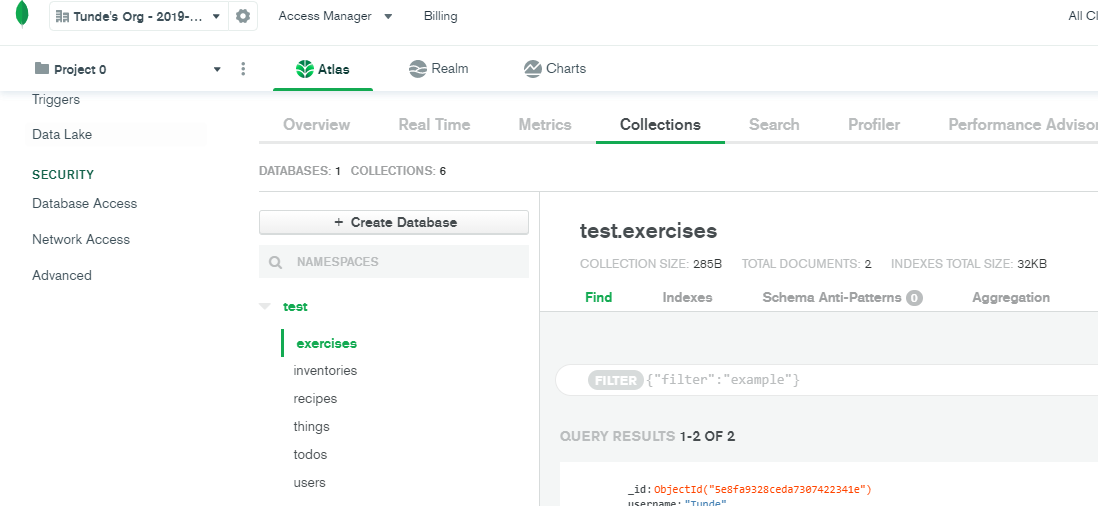 Tunde's Org - 2019-...
Access Manager
Billing
All Cl
Project 0
Atlas
Realm
Charts
Triggers
Data Lake
SECURITY
Database Access
Network Access
Advanced
Overview
Real Time
Metrics
Collections
Search
Profiler
Performance Advisor
DATABASES: 1 COLLECTIONS: 6
+ Create Database
NAMESPACES
test
exercises
inventories
recipes
things
todos
users
test.exercises
COLLECTION SIZE: 285B TOTAL DOCUMENTS: 2 INDEXES TOTAL SIZE: 32KB
Find
Indexes
Schema Anti-Patterns 0
Aggregation
FILTER {"filter":"example"}
QUERY RESULTS 1-2 OF 2
_id: ObjectId("5e8fa9328ceda7307422341e")
username: "Tunde"